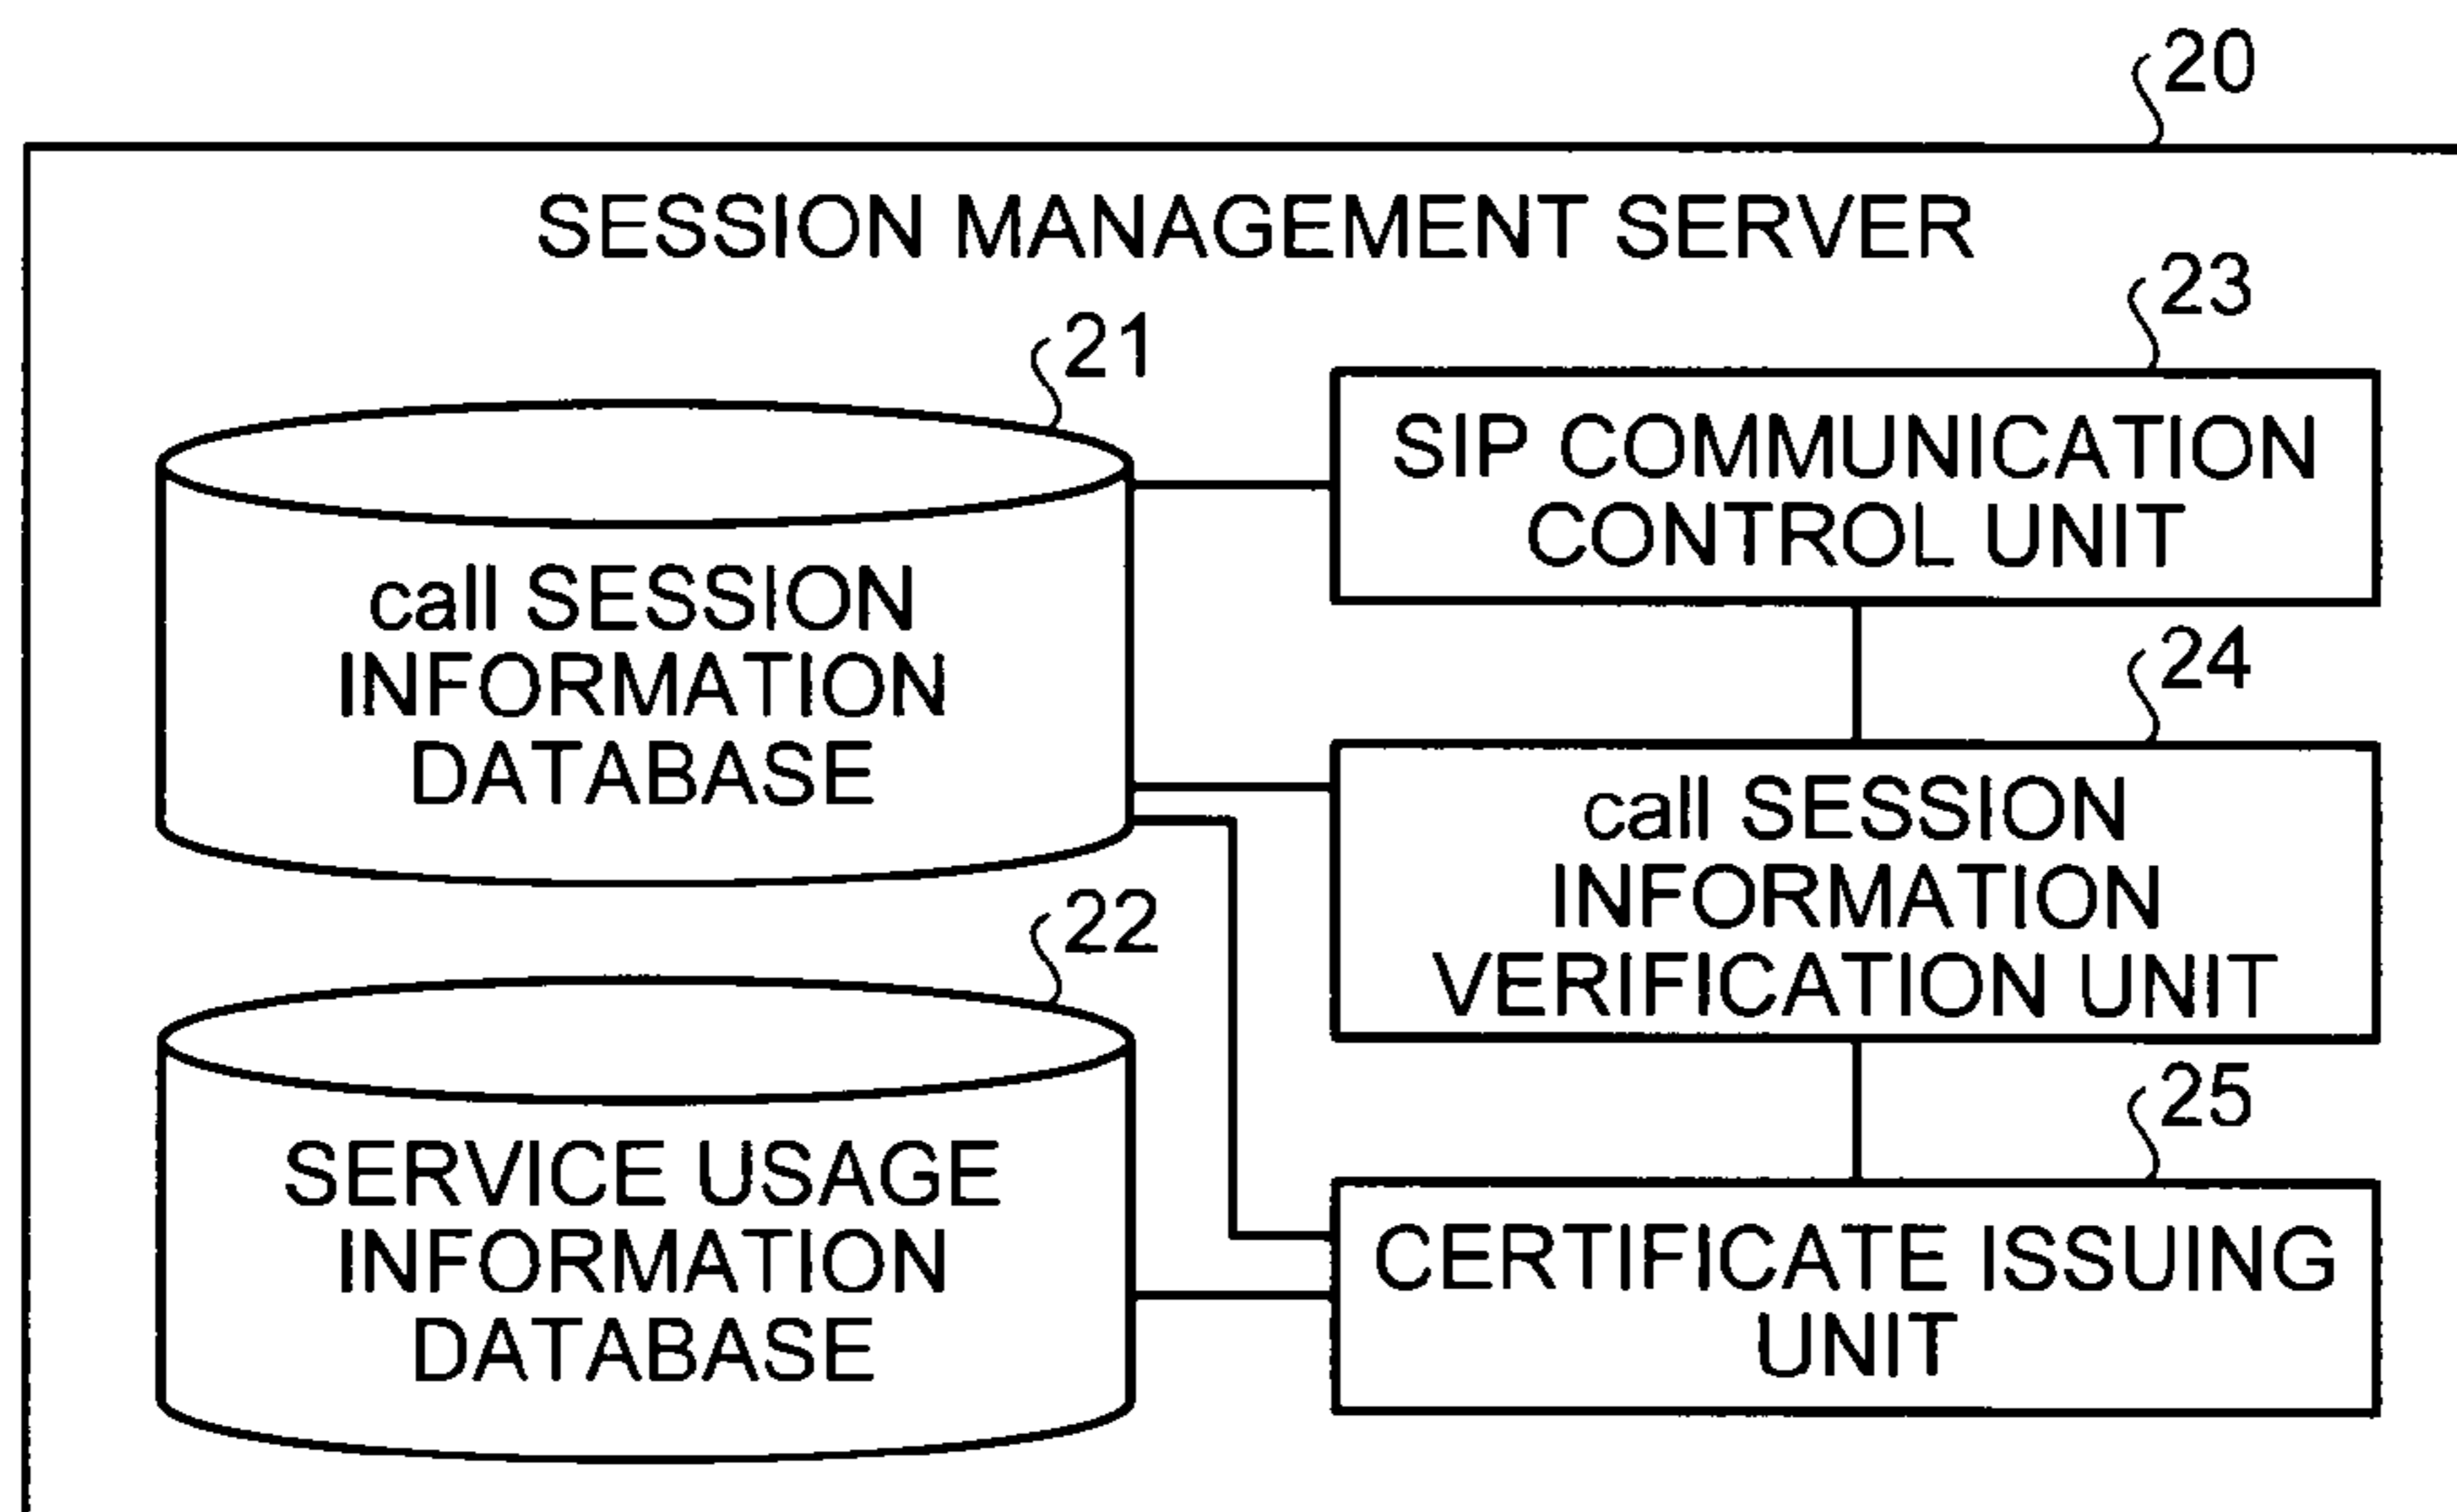 20
SESSION MANAGEMENT SERVER
21
call SESSION
INFORMATION
DATABASE
22
SERVICE USAGE
INFORMATION
DATABASE
23
SIP COMMUNICATION
CONTROL UNIT
24
call SESSION
INFORMATION
VERIFICATION UNIT
25
CERTIFICATE ISSUING
UNIT